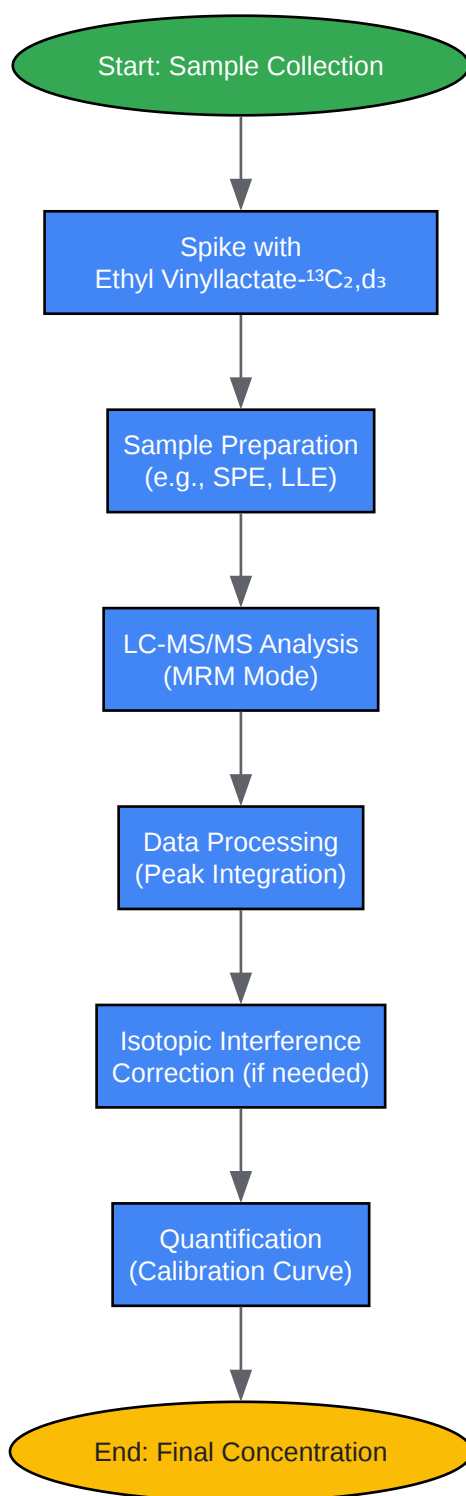 Start: Sample Collection
Spike with
Ethyl Vinyllactate-¹³C₂,d₃
Sample Preparation
(e.g., SPE, LLE)
LC-MS/MS Analysis
(MRM Mode)
Data Processing
(Peak Integration)
Isotopic Interference
Correction (if needed)
Quantification
(Calibration Curve)
End: Final Concentration